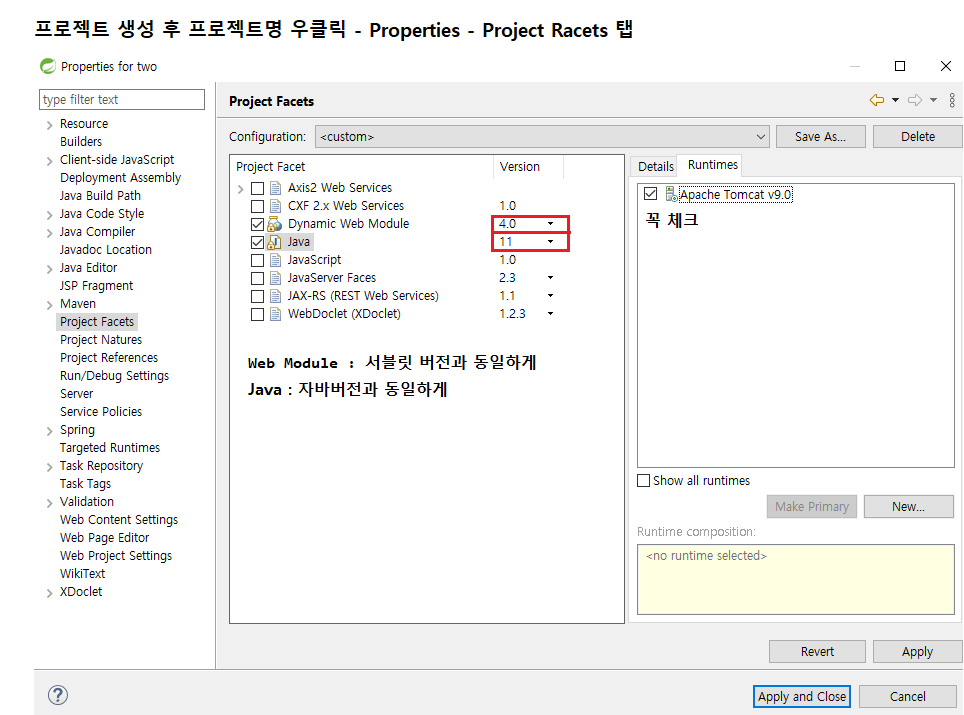 프로젝트 생성 후 프로젝트명 우클릭 - Properties - Project Racets 탭
Properties for two
type filter text
Resource
Builders
Client-side JavaScript
Deployment Assembly
Java Build Path
Java Code Style
Java Compiler
Javadoc Location
Java Editor
JSP Fragment
Maven
Project Facets
Project Natures
Project References
Run/Debug Settings
Server
Service Policies
Spring
Targeted Runtimes
Task Repository
Task Tags
Validation
Web Content Settings
Web Page Editor
Web Project Settings
WikiText
XDoclet
Project Facets
Configuration: <custom> Save As... Delete
Project Facet Version
Axis2 Web Services
CXF 2.x Web Services 1.0
Dynamic Web Module 4.0
Java 11
JavaScript 1.0
JavaServer Faces 2.3
JAX-RS (REST Web Services) 1.1
WebDoclet (XDoclet) 1.2.3
Web Module : 서블릿 버전과 동일하게
Java : 자바버전과 동일하게
Details Runtimes
Apache Tomcat v9.0
꼭 체크
Show all runtimes
Make Primary New...
Runtime composition:
<no runtime selected>
Revert Apply
? Apply and Close Cancel